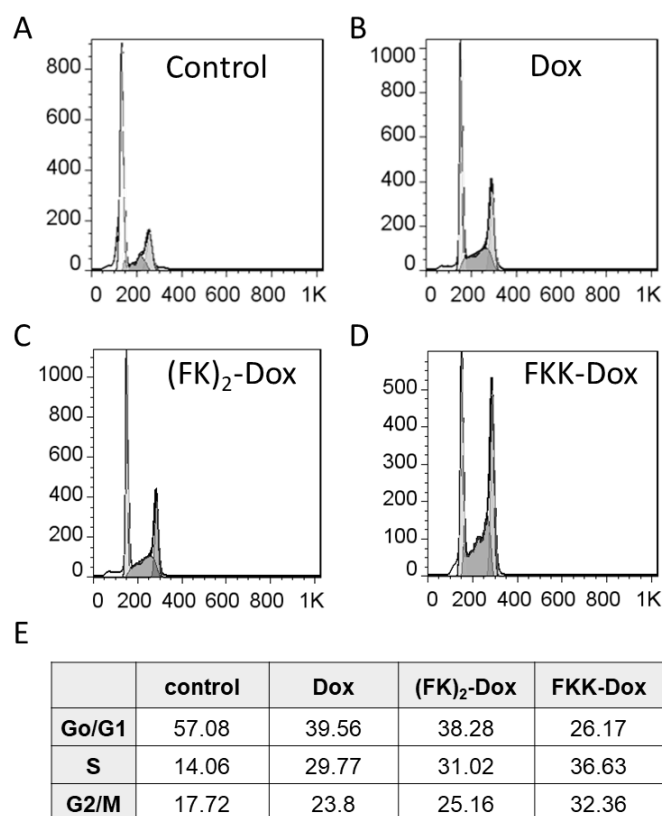 A
Control
800
600
400
200
0
0 200 400 600 800 1K
B
Dox
1000
800
600
400
200
0
0 200 400 600 800 1K
C
(FK)₂-Dox
1000
800
600
400
200
0
0 200 400 600 800 1K
D
FKK-Dox
500
400
300
200
100
0
0 200 400 600 800 1K
E
control Dox (FK)₂-Dox FKK-Dox
Go/G1 57.08 39.56 38.28 26.17
S 14.06 29.77 31.02 36.63
G2/M 17.72 23.8 25.16 32.36